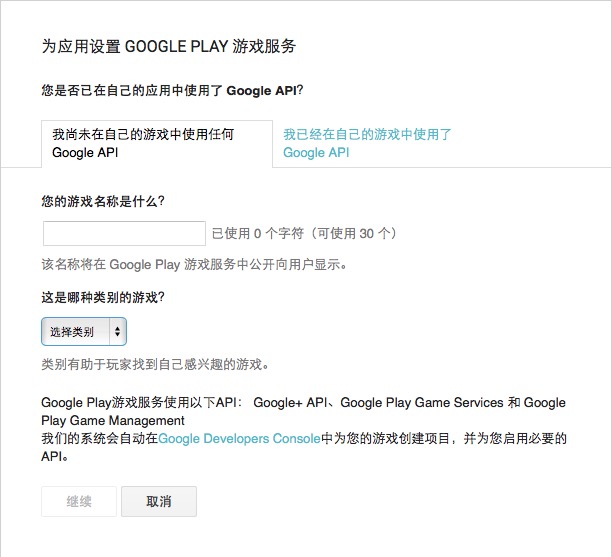 为应用设置 GOOGLE PLAY 游戏服务
您是否已在自己的应用中使用了 Google API?
我尚未在自己的游戏中使用任何
Google API
我已经在自己的游戏中使用了
Google API
您的游戏名称是什么?
已使用 0 个字符（可使用 30 个）
该名称将在 Google Play 游戏服务中公开向用户显示。
这是哪种类别的游戏?
选择类别
类别有助于玩家找到自己感兴趣的游戏。
Google Play游戏服务使用以下API： Google+ API、Google Play Game Services 和 Google
Play Game Management
我们的系统会自动在Google Developers Console中为您的游戏创建项目，并为您启用必要的
API。
继续
取消